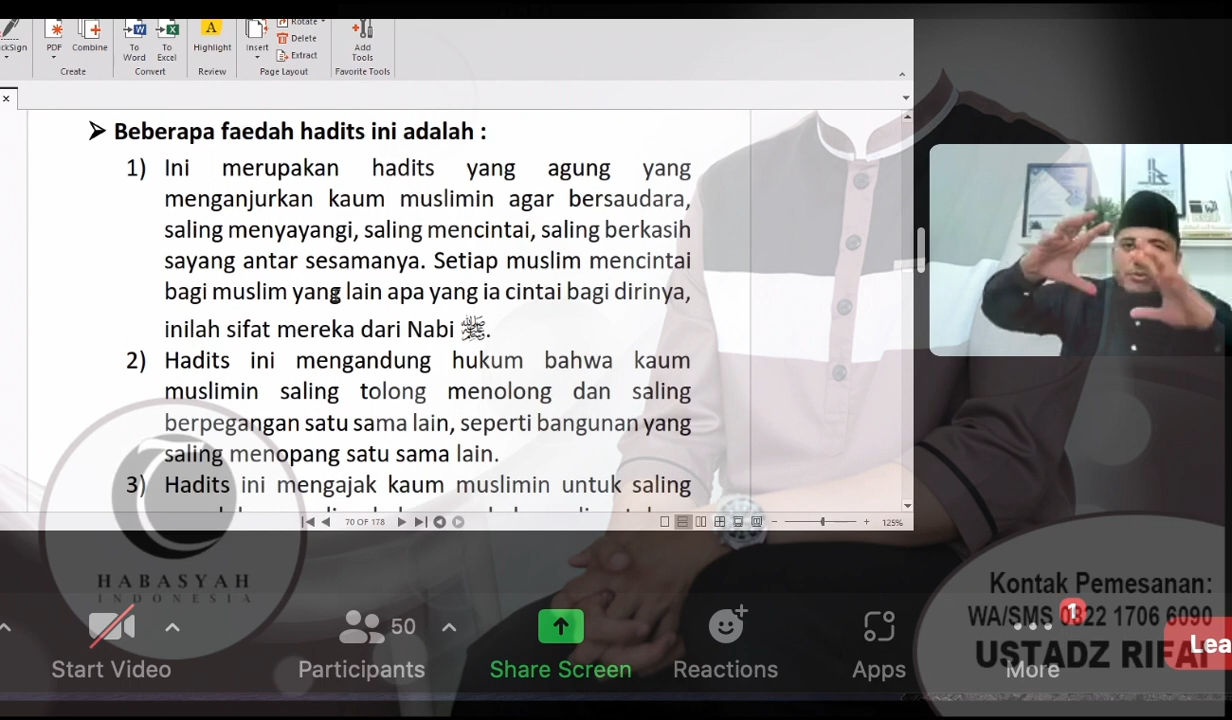 ckSign
PDF
Combine
To Word
To Excel
Highlight
Insert
Rotate
Delete
Extract
Add Tools
Create
Convert
Review
Page Layout
Favorite Tools
➢ Beberapa faedah hadits ini adalah :
1) Ini merupakan hadits yang agung yang
menganjurkan kaum muslimin agar bersaudara,
saling menyayangi, saling mencintai, saling berkasih
sayang antar sesamanya. Setiap muslim mencintai
bagi muslim yang lain apa yang ia cintai bagi dirinya,
inilah sifat mereka dari Nabi ﷺ.
2) Hadits ini mengandung hukum bahwa kaum
muslimin saling tolong menolong dan saling
berpegangan satu sama lain, seperti bangunan yang
saling menopang satu sama lain.
3) Hadits ini mengajak kaum muslimin untuk saling
70 OF 178
125%
HABASYAH
INDONESIA
Kontak Pemesanan:
WA/SMS 0822 1706 6090
USTADZ RIFAI
Start Video
50
Participants
Share Screen
Reactions
Apps
1
More
Lea